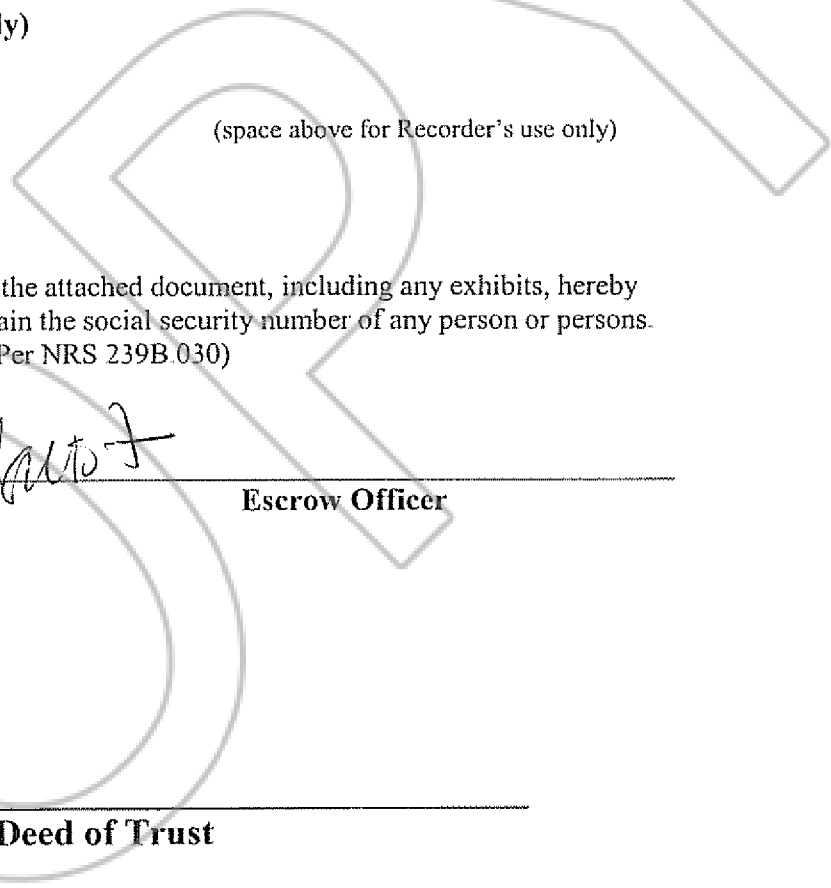 ly)
(space above for Recorder's use only)
the attached document, including any exhibits, hereby
ain the social security number of any person or persons.
Per NRS 239B.030)
Escrow Officer
Deed of Trust